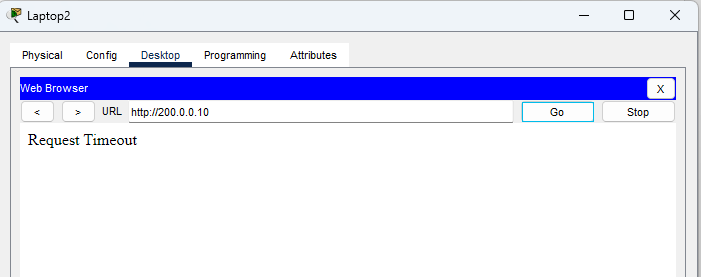 Laptop2
Physical Config Desktop Programming Attributes
Web Browser X
< > URL http://200.0.0.10 Go Stop
Request Timeout